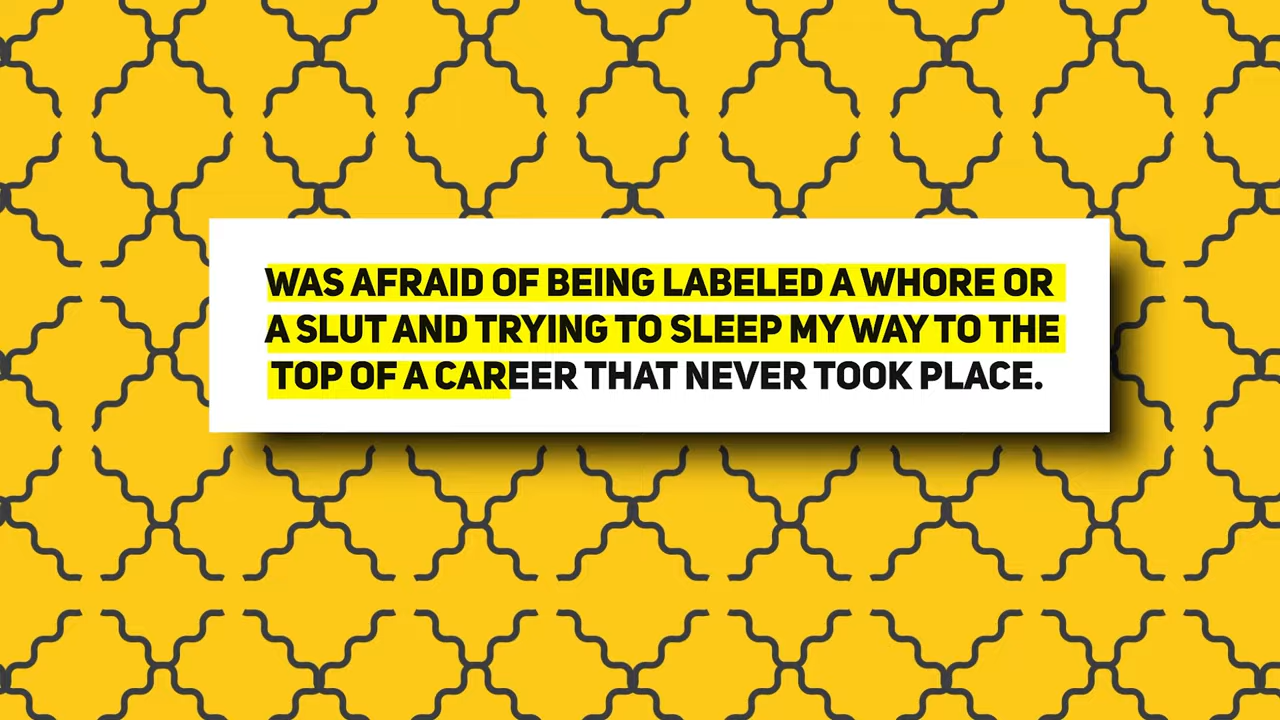 WAS AFRAID OF BEING LABELED A WHORE OR
A SLUT AND TRYING TO SLEEP MY WAY TO THE
TOP OF A CAREER THAT NEVER TOOK PLACE.